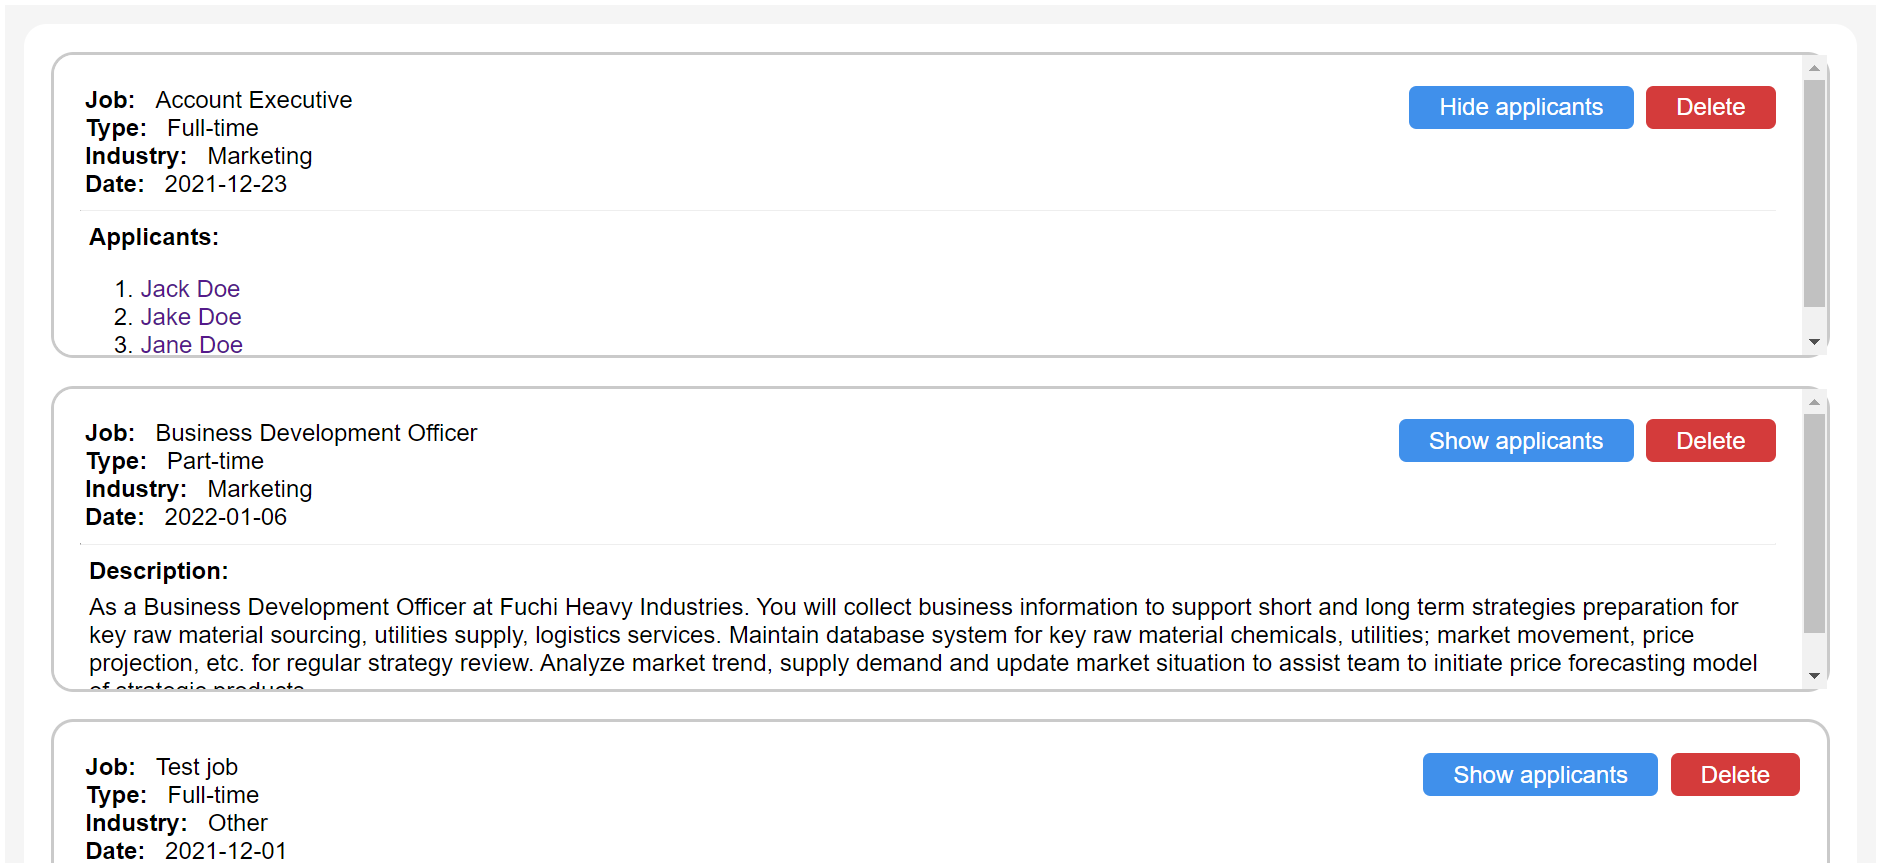 Job: Account Executive
Hide applicants
Delete
Type: Full-time
Industry: Marketing
Date: 2021-12-23
Applicants:
1. Jack Doe
2. Jake Doe
3. Jane Doe
Job: Business Development Officer
Show applicants
Delete
Type: Part-time
Industry: Marketing
Date: 2022-01-06
Description:
As a Business Development Officer at Fuchi Heavy Industries. You will collect business information to support short and long term strategies preparation for
key raw material sourcing, utilities supply, logistics services. Maintain database system for key raw material chemicals, utilities; market movement, price
projection, etc. for regular strategy review. Analyze market trend, supply demand and update market situation to assist team to initiate price forecasting model
of strategic products
Job: Test job
Show applicants
Delete
Type: Full-time
Industry: Other
Date: 2021-12-01